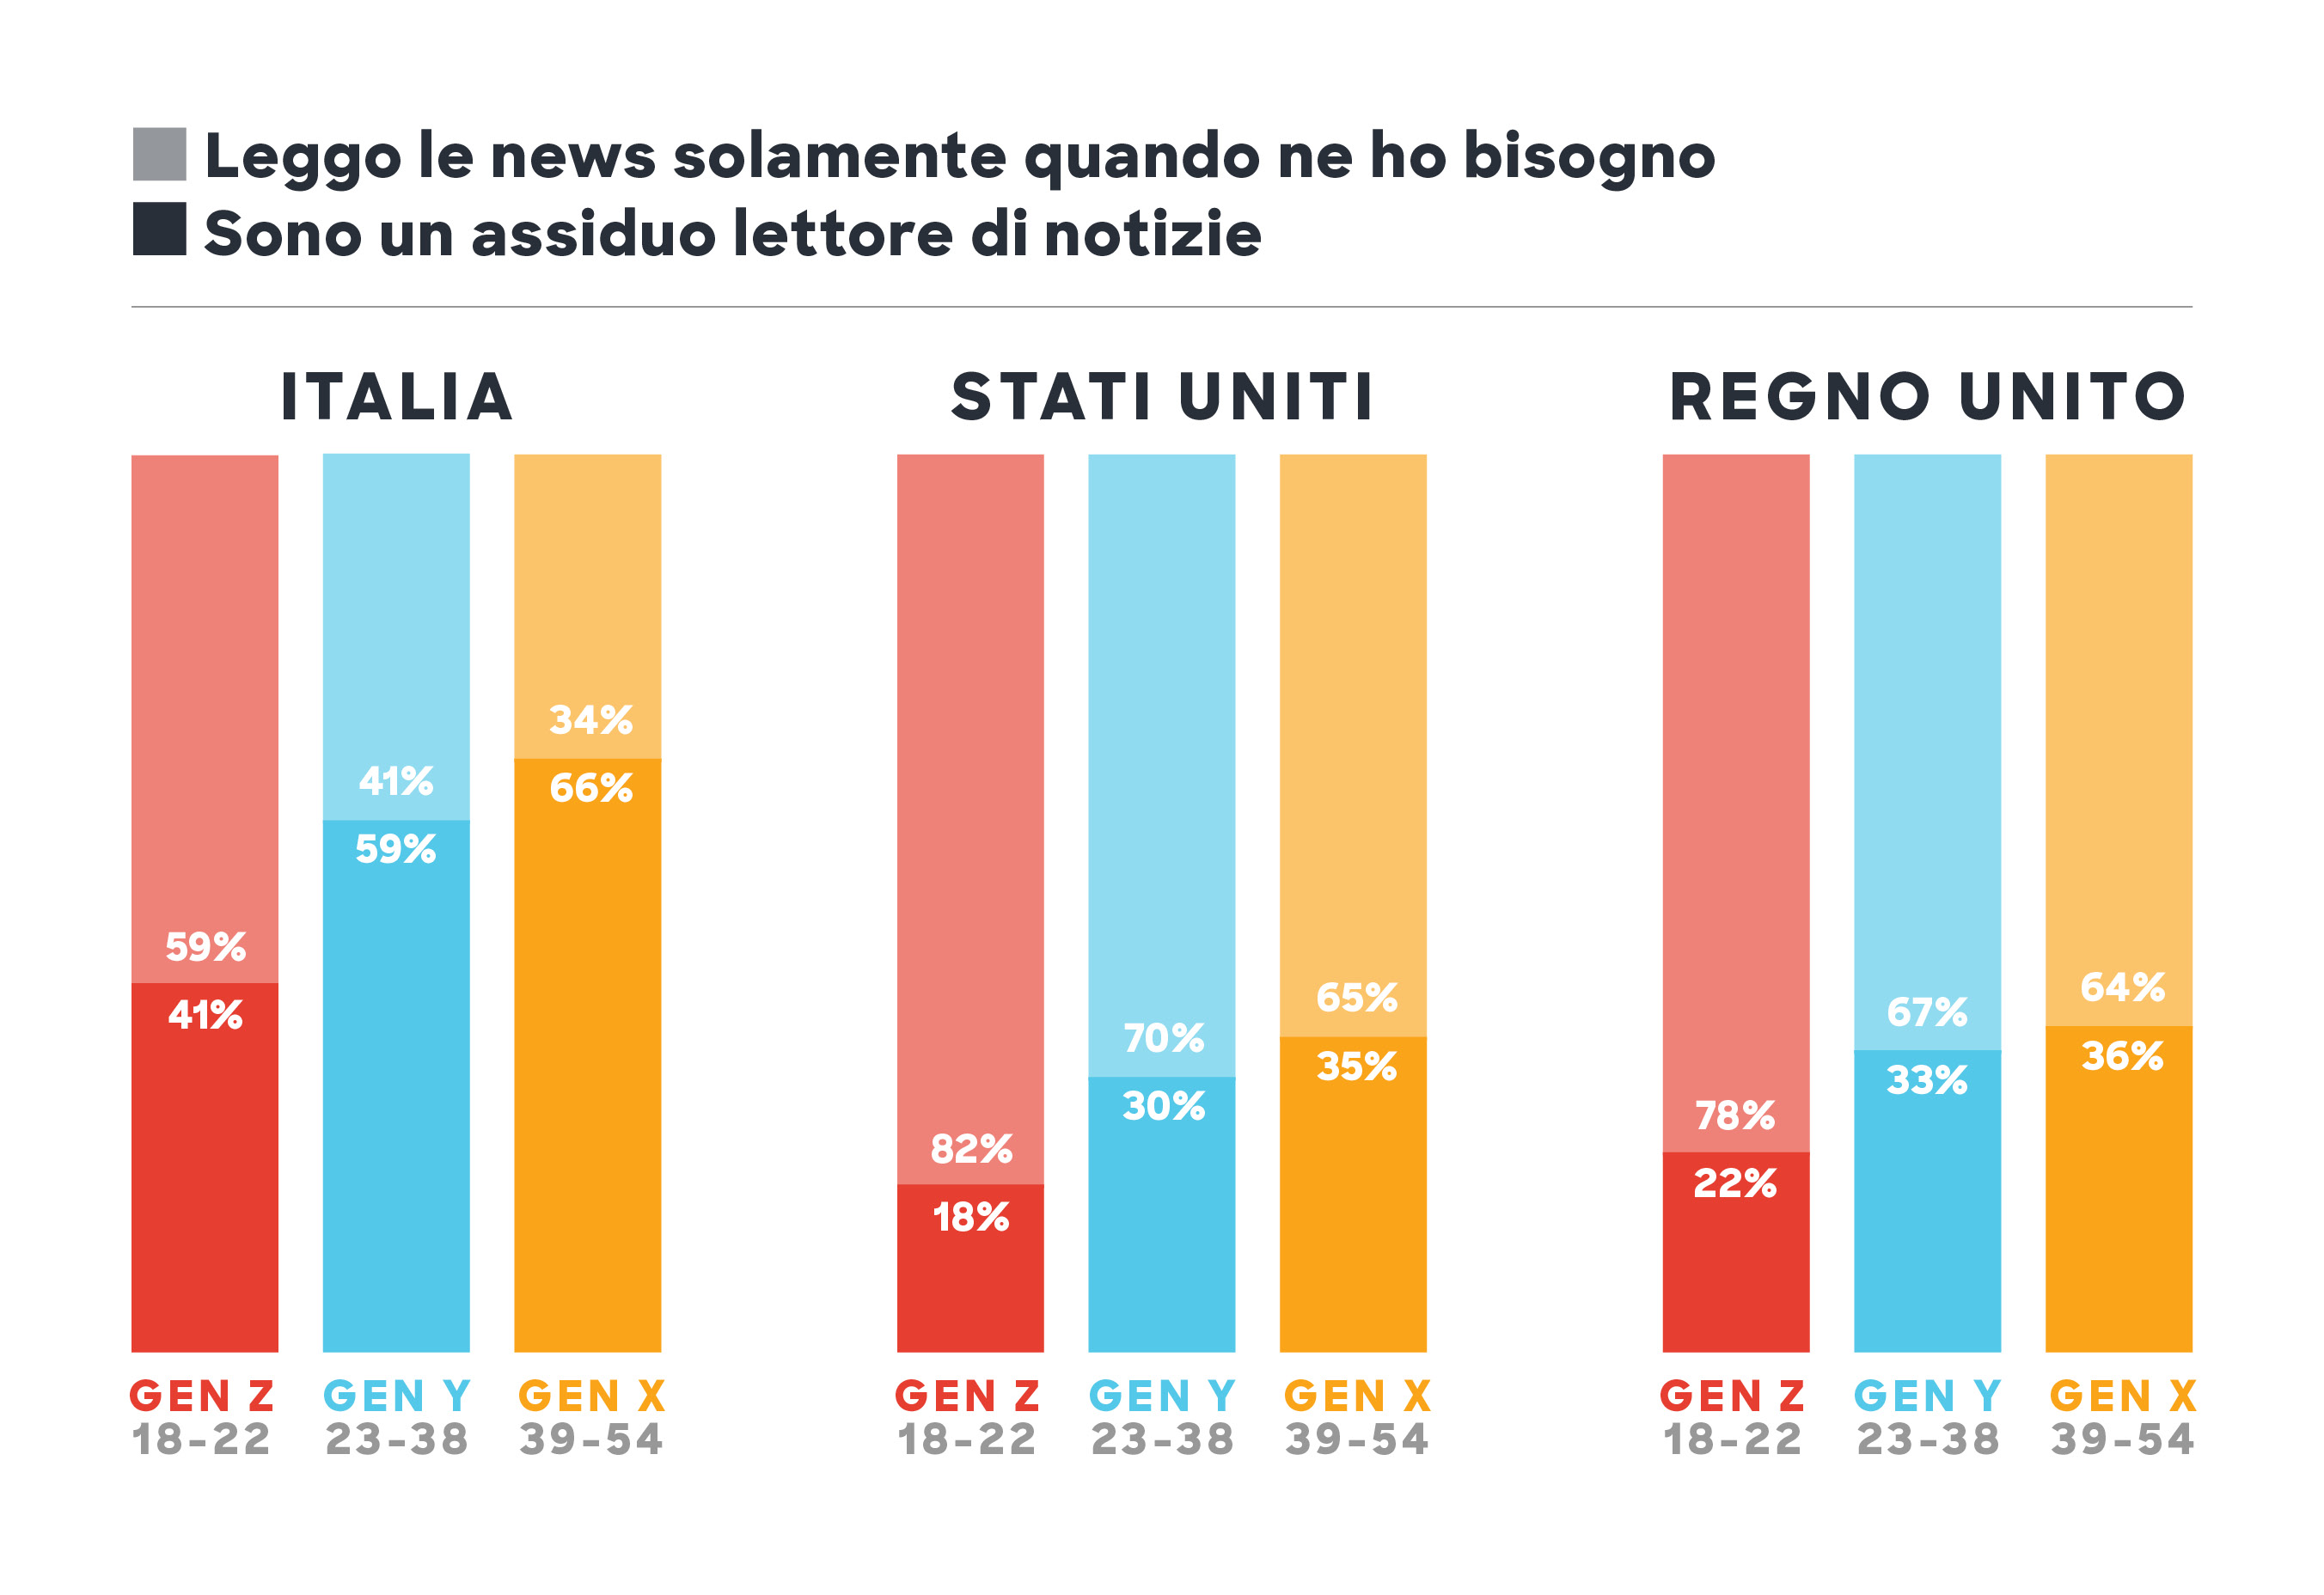 Leggo le news solamente quando ne ho bisogno
Sono un assiduo lettore di notizie
ITALIA
59%
41%
GEN Z
18-22
41%
59%
GEN Y
23-38
34%
66%
GEN X
39-54
STATI UNITI
82%
18%
GEN Z
18-22
70%
30%
GEN Y
23-38
65%
35%
GEN X
39-54
REGNO UNITO
78%
22%
GEN Z
18-22
67%
33%
GEN Y
23-38
64%
36%
GEN X
39-54